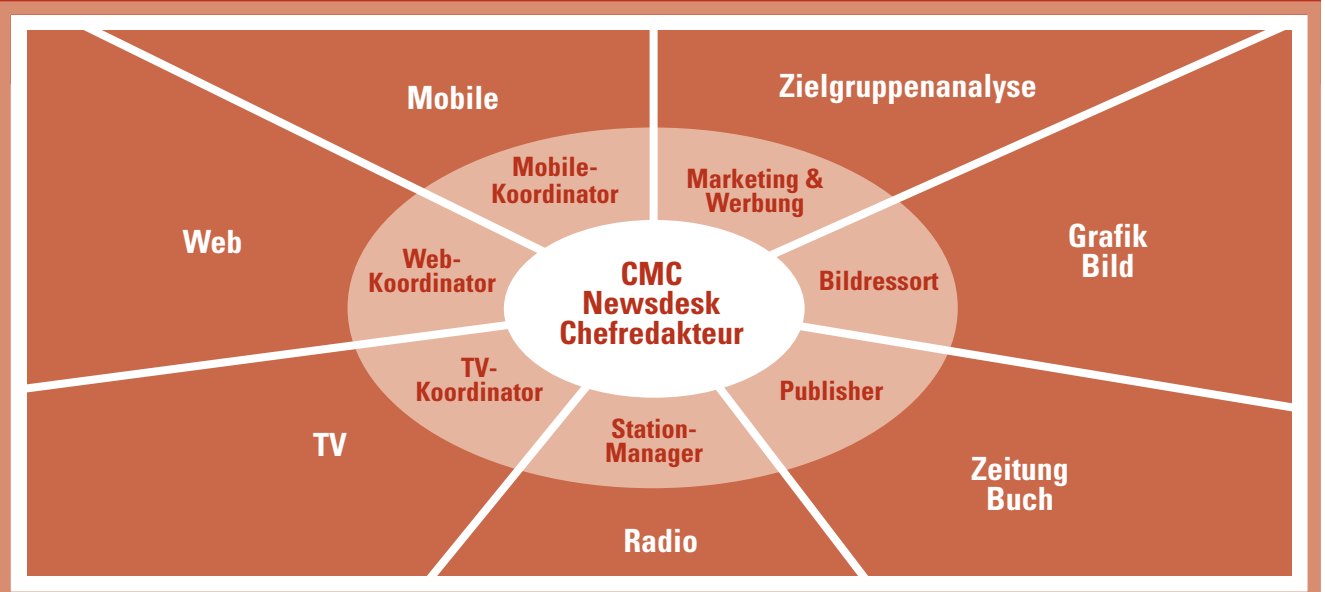 Mobile
Zielgruppenanalyse
Mobile-
Koordinator
Marketing &
Werbung
Web
Web-
Koordinator
CMC
Newsdesk
Chefredakteur
Bildressort
Grafik
Bild
TV-
Koordinator
Publisher
TV
Station-
Manager
Zeitung
Buch
Radio